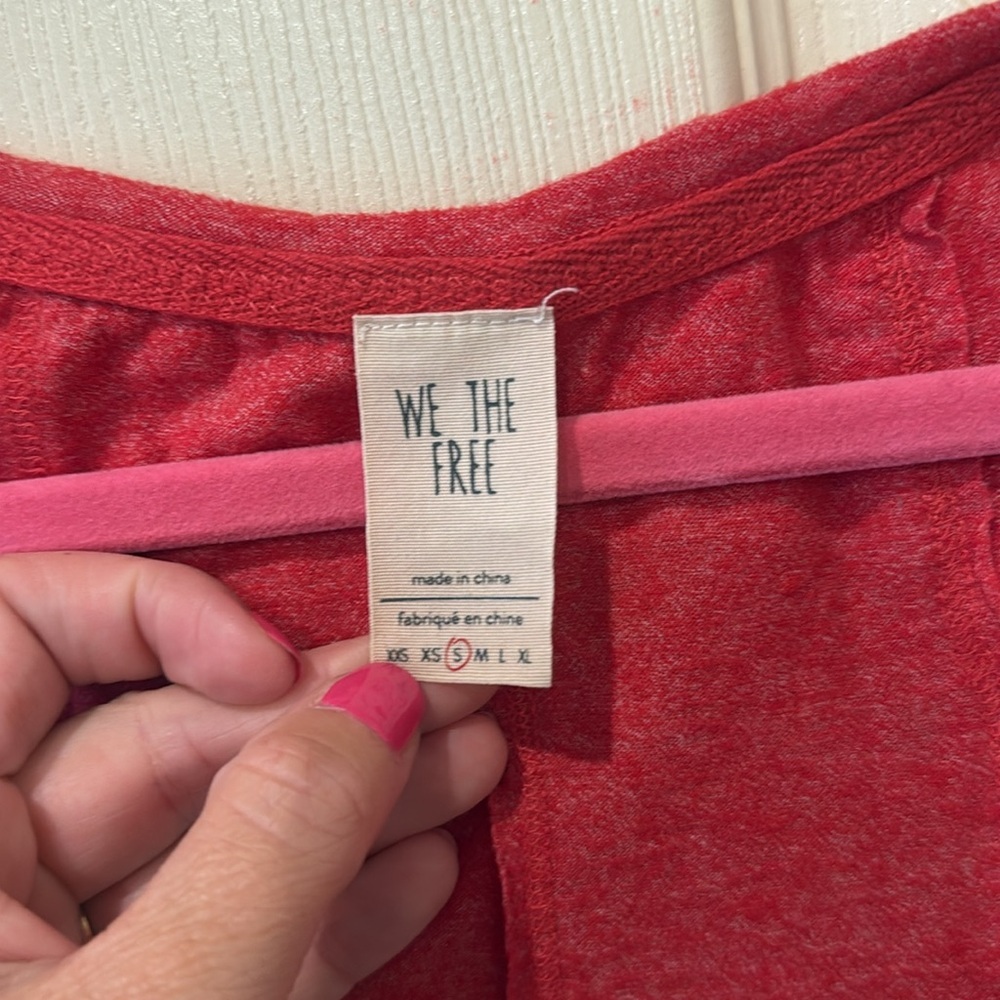 WE THE
FREE
made in china
fabriqué en chine
XXS XS S M L XL